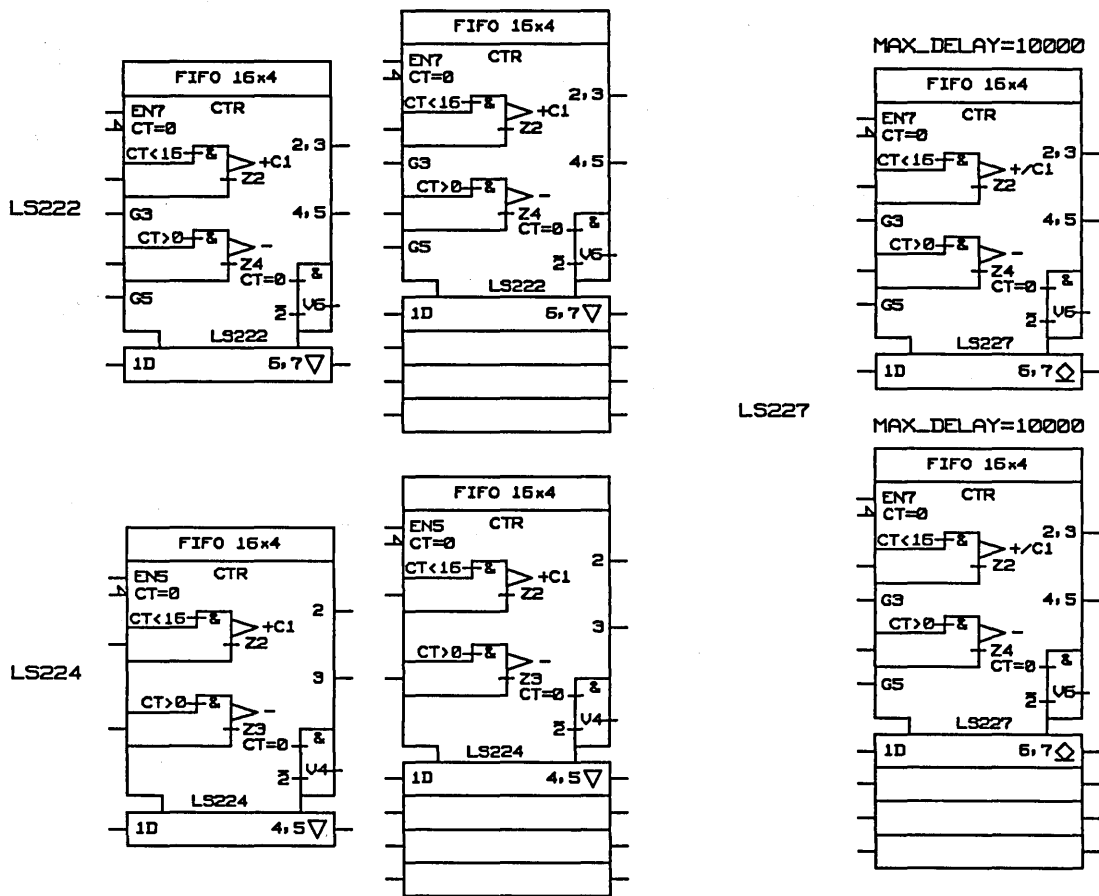 LS222
FIFO 16x4
CTR
EN7
CT=0
CT<16
&
+C1
Z2
2,3
G3
4,5
CT>0
&
-
Z4
CT=0
&
G5
V6
2
LS222
1D
6,7
FIFO 16x4
CTR
EN7
CT=0
CT<16
&
+C1
Z2
2,3
G3
4,5
CT>0
&
-
Z4
CT=0
&
G5
V6
2
LS222
1D
6,7
LS224
FIFO 16x4
CTR
EN5
CT=0
CT<16
&
+C1
Z2
2
3
CT>0
&
-
Z3
CT=0
&
V4
2
LS224
1D
4,5
FIFO 16x4
CTR
EN5
CT=0
CT<16
&
+C1
Z2
2
3
CT>0
&
-
Z3
CT=0
&
V4
2
LS224
1D
4,5
LS227
MAX_DELAY=10000
FIFO 16x4
CTR
EN7
CT=0
CT<16
&
+/C1
Z2
2,3
G3
4,5
CT>0
&
-
Z4
CT=0
&
G5
V6
2
LS227
1D
6,7
MAX_DELAY=10000
FIFO 16x4
CTR
EN7
CT=0
CT<16
&
+/C1
Z2
2,3
G3
4,5
CT>0
&
-
Z4
CT=0
&
G5
V6
2
LS227
1D
6,7